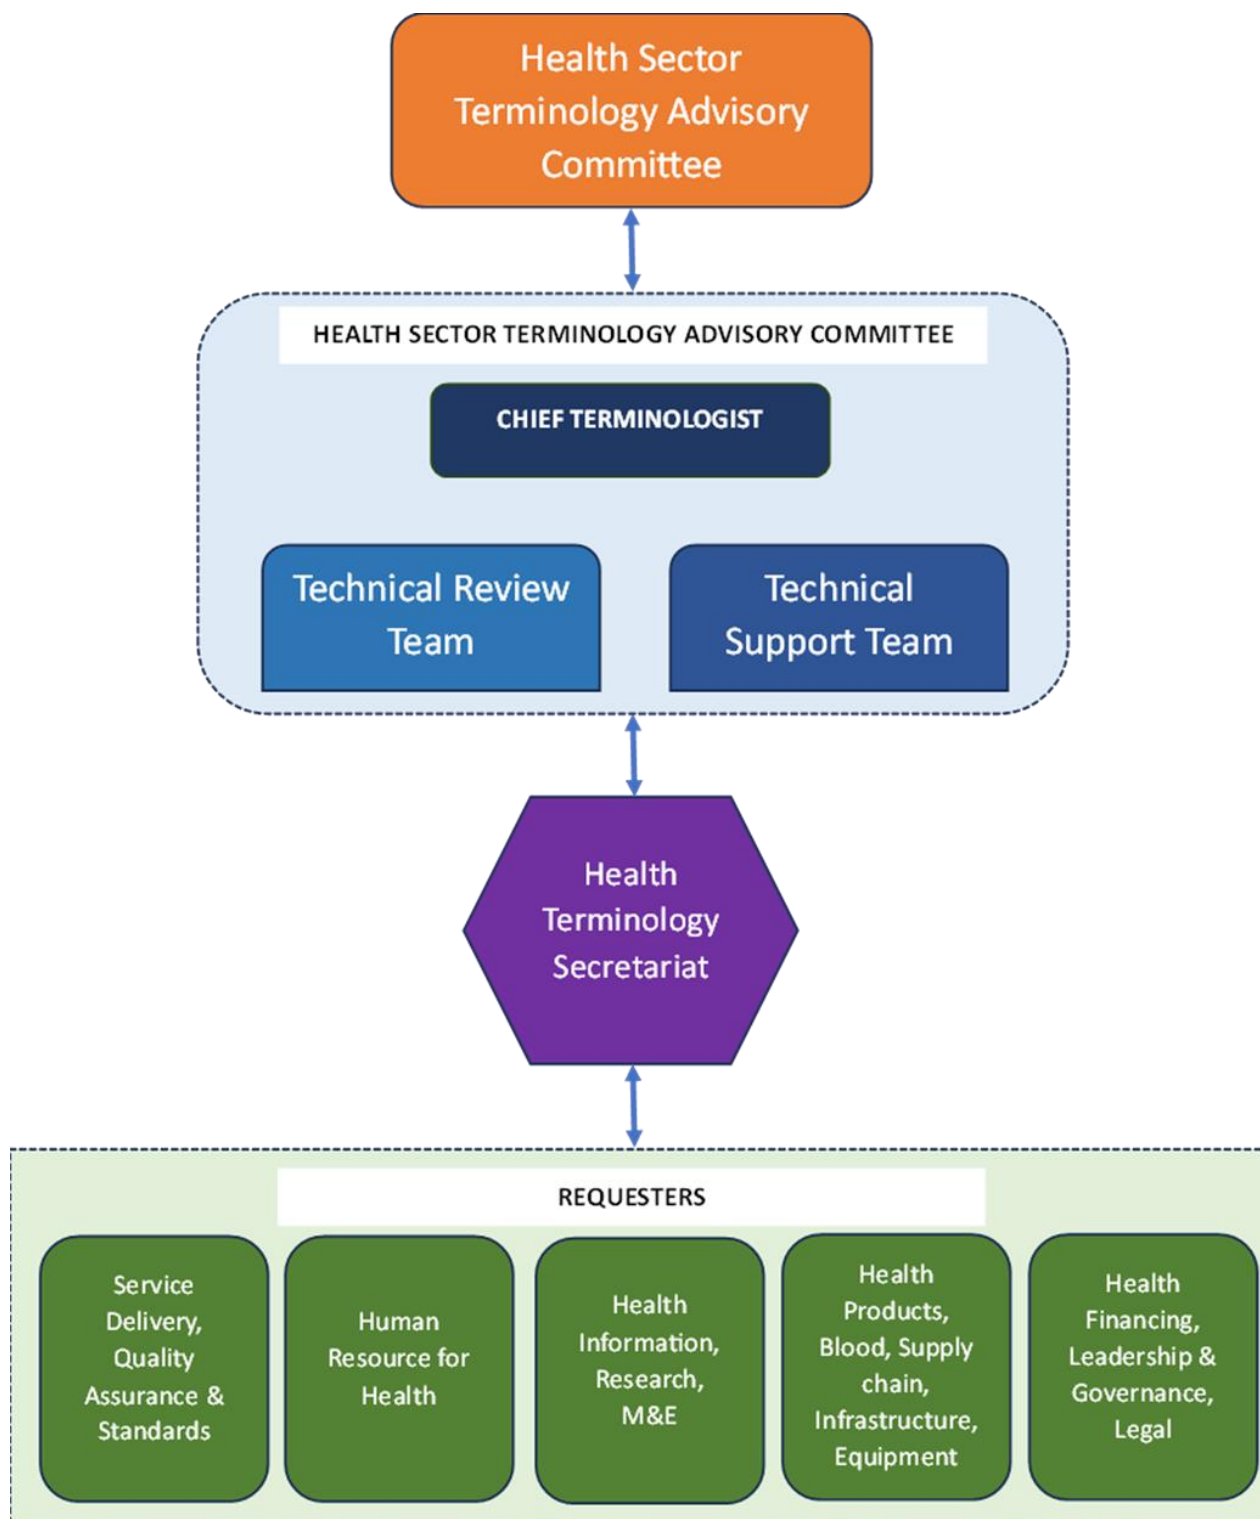 Health Sector
Terminology Advisory
Committee
HEALTH SECTOR TERMINOLOGY ADVISORY COMMITTEE
CHIEF TERMINOLOGIST
Technical Review
Team
Technical
Support Team
Health
Terminology
Secretariat
REQUESTERS
Service
Delivery,
Quality
Assurance &
Standards
Human
Resource for
Health
Health
Information,
Research,
M&E
Health
Products,
Blood, Supply
chain,
Infrastructure,
Equipment
Health
Financing,
Leadership &
Governance,
Legal